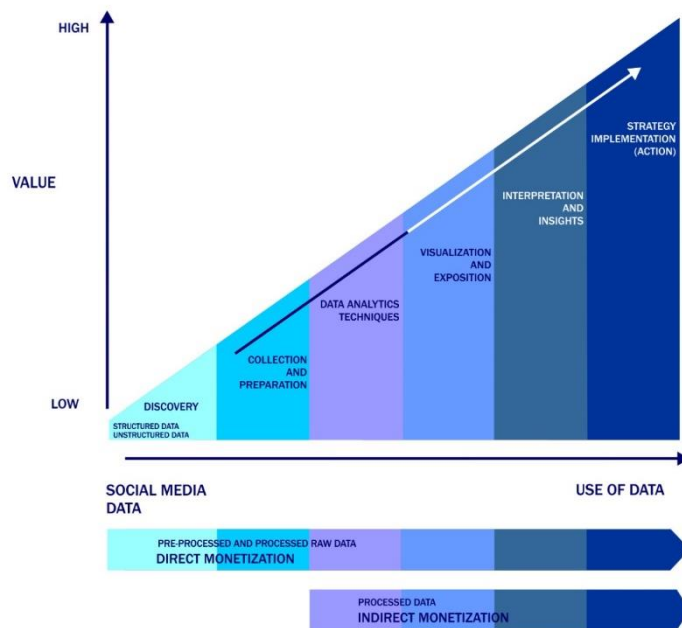 HIGH
VALUE
LOW
STRATEGY
IMPLEMENTATION
(ACTION)
INTERPRETATION
AND
INSIGHTS
VISUALIZATION
AND
EXPOSITION
DATA ANALYTICS
TECHNIQUES
COLLECTION
AND
PREPARATION
DISCOVERY
STRUCTURED DATA
UNSTRUCTURED DATA
SOCIAL MEDIA
DATA
USE OF DATA
PRE-PROCESSED AND PROCESSED RAW DATA
DIRECT MONETIZATION
PROCESSED DATA
INDIRECT MONETIZATION